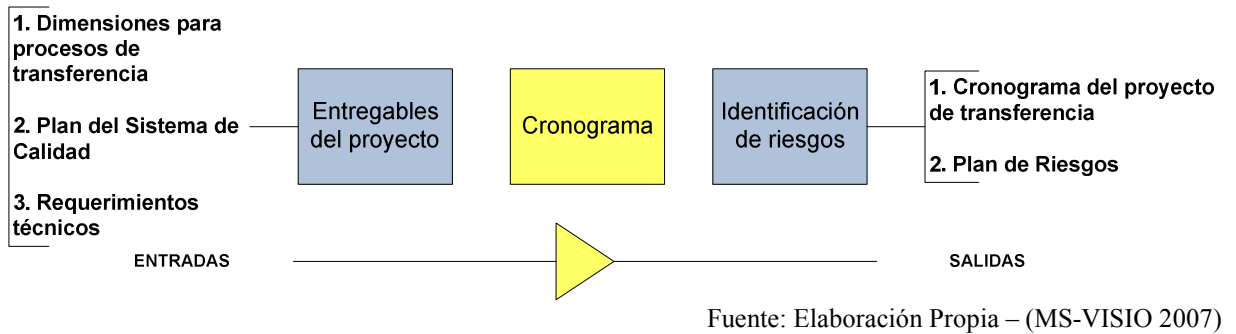 1. Dimensiones para
procesos de
transferencia
2. Plan del Sistema de
Calidad
3. Requerimientos
técnicos
ENTRADAS
Entregables
del proyecto
Cronograma
Identificación
de riesgos
1. Cronograma del proyecto
de transferencia
2. Plan de Riesgos
SALIDAS
Fuente: Elaboración Propia – (MS-VISIO 2007)